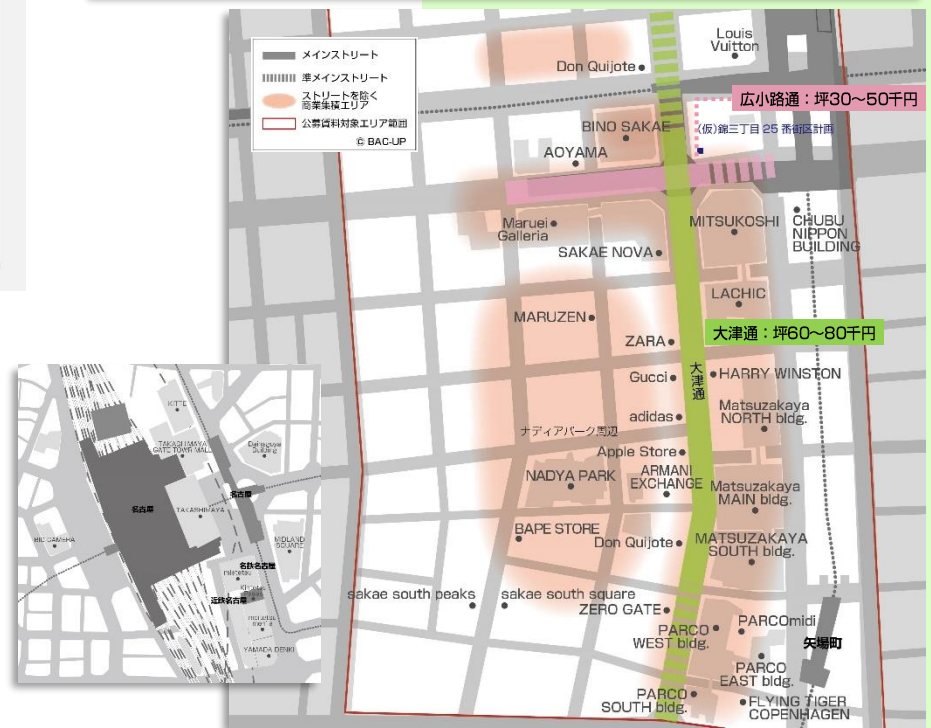 メインストリート
準メインストリート
ストリートを除く
商業集積エリア
公募賃料対象エリア範囲
© BAC-UP
Louis
Vuitton
Don Quijote
広小路通：坪30～50千円
(仮)錦三丁目25番街区計画
BINO SAKAE
AOYAMA
Maruei
Galleria
MITSUKOSHI
CHUBU
NIPPON
BUILDING
SAKAE NOVA
LACHIC
MARUZEN
大津通：坪60～80千円
ZARA
大津通
Gucci
HARRY WINSTON
adidas
Matsuzakaya
NORTH bldg.
ナディアパーク周辺
Apple Store
NADYA PARK
ARMANI
EXCHANGE
Matsuzakaya
MAIN bldg.
BAPE STORE
Don Quijote
MATSUZAKAYA
SOUTH bldg.
sakae south peaks
sakae south square
ZERO GATE
PARCO
WEST bldg.
PARCOmidi
矢場町
PARCO
EAST bldg.
PARCO
SOUTH bldg.
FLYING TIGER
COPENHAGEN
KITTE
TAKASHIMAYA
GATE TOWER MALL
Dainagoya
Building
名古屋
名古屋
TAKASHIMAYA
BIC CAMERA
MIDLAND
SQUARE
名鉄名古屋
meitetsu
近鉄名古屋
YAMADA DENKI